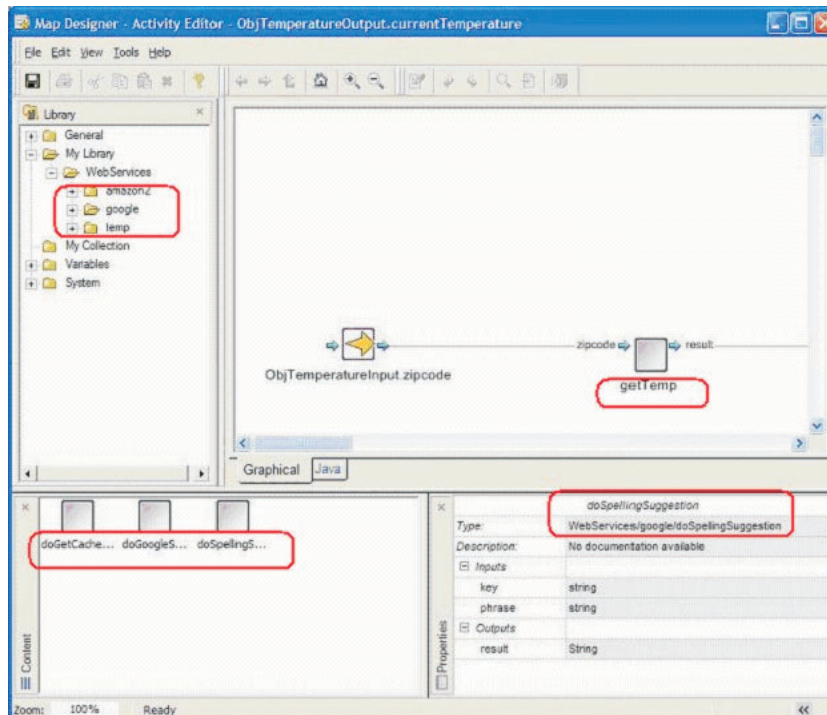 Map Designer - Activity Editor - ObjTemperatureOutput.currentTemperature
File Edit View Tools Help
Library
General
My Library
WebServices
amazon2
google
temp
My Collection
Variables
System
ObjTemperatureInput.zipcode
zipcode
result
getTemp
Graphical Java
Content
doGetCache... doGoogleS... doSpellingS...
Properties
doSpellingSuggestion
Type: WebServices/google/doSpellingSuggestion
Description: No documentation available
Inputs
key string
phrase string
Outputs
result String
Zoom: 100% Ready